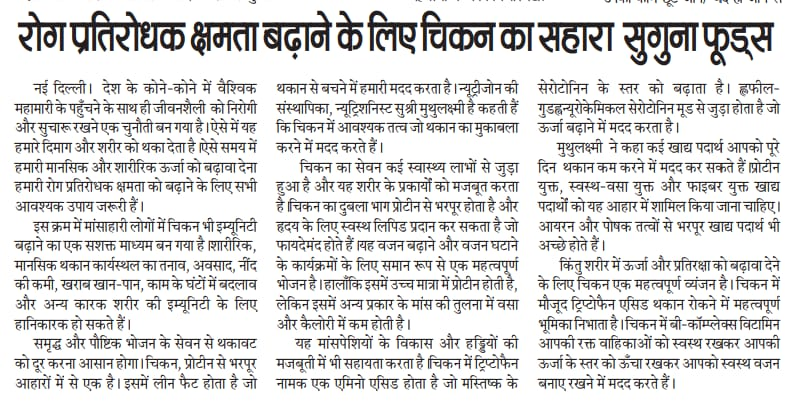 रोग प्रतिरोधक क्षमता बढ़ाने के लिए चिकन का सहारा सुगुना फूड्स
नई दिल्ली। देश के कोने-कोने में वैश्विक
महामारी के पहुँचने के साथ ही जीवनशैली को निरोगी
और सुचारू रखने एक चुनौती बन गया है।ऐसे में यह
हमारे दिमाग और शरीर को थका देता है।ऐसे समय में
हमारी मानसिक और शारीरिक ऊर्जा को बढ़ावा देना
हमारी रोग प्रतिरोधक क्षमता को बढ़ाने के लिए सभी
आवश्यक उपाय जरूरी हैं।
इस क्रम में मांसाहारी लोगों में चिकन भी इम्युनिटी
बढ़ाने का एक सशक्त माध्यम बन गया है।शारीरिक,
मानसिक थकान कार्यस्थल का तनाव, अवसाद, नींद
की कमी, खराब खान-पान, काम के घंटों में बदलाव
और अन्य कारक शरीर की इम्युनिटी के लिए
हानिकारक हो सकते हैं।
समृद्ध और पौष्टिक भोजन के सेवन से थकावट
को दूर करना आसान होगा। चिकन, प्रोटीन से भरपूर
आहारों में से एक है। इसमें लीन फैट होता है जो
थकान से बचने में हमारी मदद करता है। न्यूट्रीजोन की
संस्थापिका, न्यूट्रिशनिस्ट सुश्री मुथुलक्ष्मी है कहती हैं
कि चिकन में आवश्यक तत्व जो थकान का मुकाबला
करने में मदद करते हैं।
चिकन का सेवन कई स्वास्थ्य लाभों से जुड़ा
हुआ है और यह शरीर के प्रकार्यों को मजबूत करता
है।चिकन का दुबला भाग प्रोटीन से भरपूर होता है और
हृदय के लिए स्वस्थ लिपिड प्रदान कर सकता है जो
फायदेमंद होते हैं।यह वजन बढ़ाने और वजन घटाने
के कार्यक्रमों के लिए समान रूप से एक महत्वपूर्ण
भोजन है।हालाँकि इसमें उच्च मात्रा में प्रोटीन होती है,
लेकिन इसमें अन्य प्रकार के मांस की तुलना में वसा
और कैलोरी में कम होती है।
यह मांसपेशियों के विकास और हड्डियों को
मजबूती में भी सहायता करता है।चिकन में ट्रिप्टोफैन
नामक एक एमिनो एसिड होता है जो मस्तिष्क के
सेरोटोनिन के स्तर को बढ़ाता है। ह्लफील-
गुडह्वन्यूरोकेमिकल सेरोटोनिन मूड से जुड़ा होता है जो
ऊर्जा बढ़ाने में मदद करता है।
मुथुलक्ष्मी ने कहा कई खाद्य पदार्थ आपको पूरे
दिन थकान कम करने में मदद कर सकते हैं।प्रोटीन
युक्त, स्वस्थ-वसा युक्त और फाइबर युक्त खाद्य
पदार्थों को यह आहार में शामिल किया जाना चाहिए।
आयरन और पोषक तत्वों से भरपूर खाद्य पदार्थ भी
अच्छे होते हैं।
किंतु शरीर में ऊर्जा और प्रतिरक्षा को बढ़ावा देने
के लिए चिकन एक महत्वपूर्ण व्यंजन है। चिकन में
मौजूद ट्रिप्टोफैन एसिड थकान रोकने में महत्वपूर्ण
भूमिका निभाता है।चिकन में बी-कॉम्प्लेक्स विटामिन
आपकी रक्त वाहिकाओं को स्वस्थ रखकर आपकी
ऊर्जा के स्तर को ऊँचा रखकर आपको स्वस्थ वजन
बनाए रखने में मदद करते हैं।